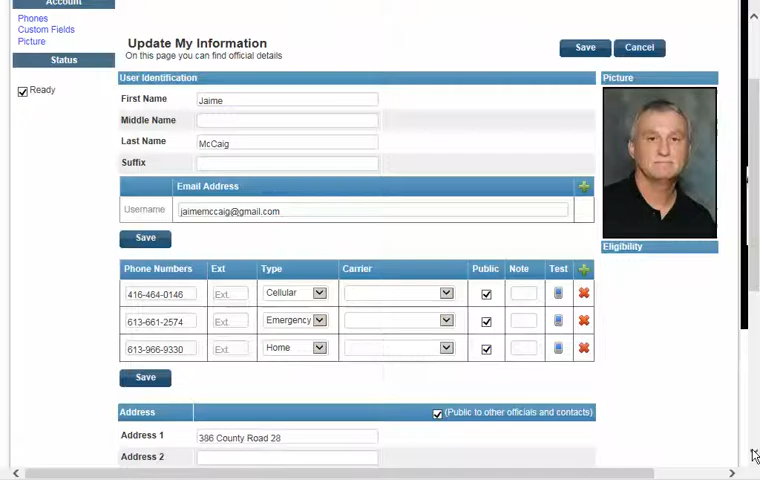 Account
Phones
Custom Fields
Picture
Status
Ready
Update My Information
On this page you can find official details
Save
Cancel
User Identification
Picture
First Name
Jaime
Middle Name
Last Name
McCaig
Suffix
Email Address
Username
jaimemccaig@gmail.com
Save
Eligibility
Phone Numbers Ext Type Carrier Public Note Test
416-464-0146 Ext. Cellular
613-661-2574 Ext. Emergency
613-966-9330 Ext. Home
Save
Address (Public to other officials and contacts)
Address 1 386 County Road 28
Address 2